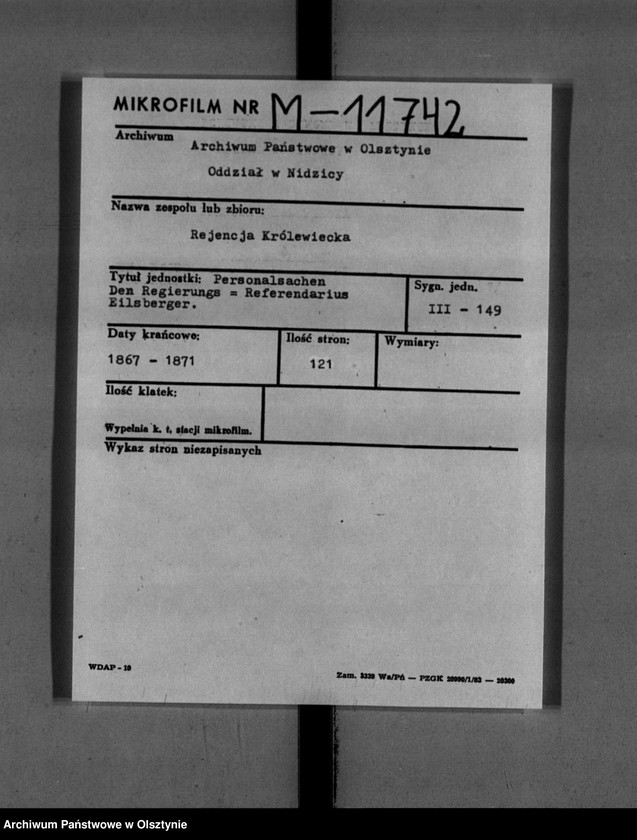 MIKROFILM NR M-11742
Archiwum
Archiwum Państwowe w Olsztynie
Oddział w Nidzicy
Nazwa zespołu lub zbioru:
Rejencja Królewiecka
Tytuł jednostki: Personalsachen
Den Regierungs = Referendarius
Eilsberger.
Sygn. jedn.
III - 149
Daty krańcowe:
1867 - 1871
Ilość stron:
121
Wymiary:
Ilość klatek:
Wypełnia k. t. stacji mikrofilm.
Wykaz stron niezapisanych
WDAP - 10
Zam. 3339 Wa/Pń — PZGK 20000/1/83 — 20300
Archiwum Państwowe w Olsztynie